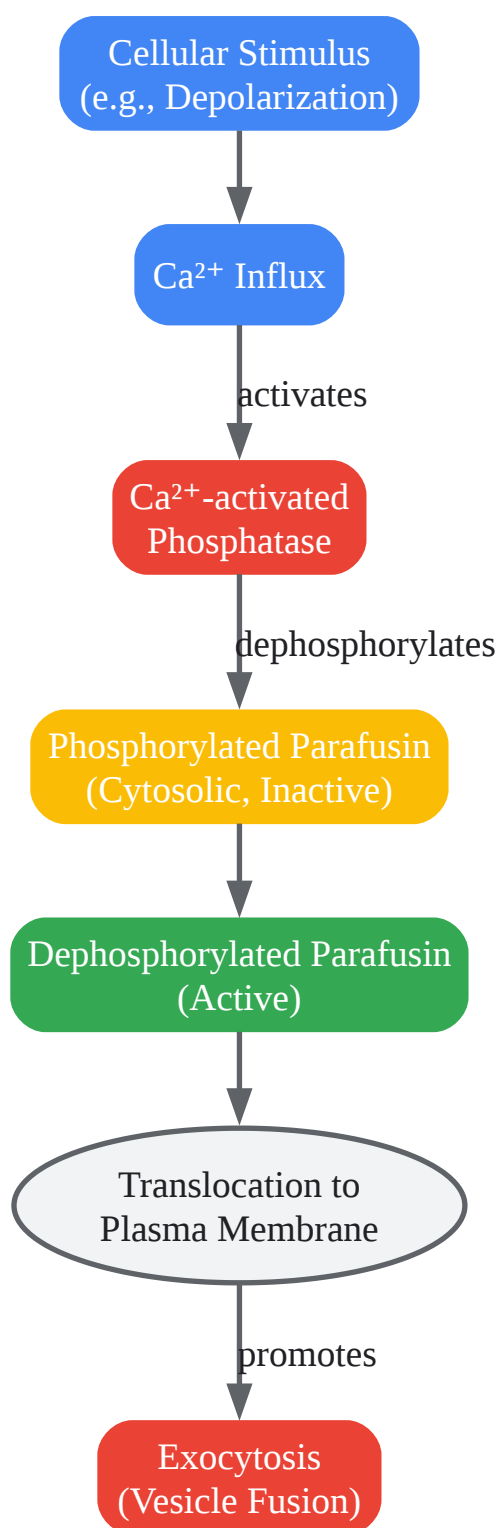 Cellular Stimulus
(e.g., Depolarization)
Ca²⁺ Influx
activates
Ca²⁺-activated
Phosphatase
dephosphorylates
Phosphorylated Parafusin
(Cytosolic, Inactive)
Dephosphorylated Parafusin
(Active)
Translocation to
Plasma Membrane
promotes
Exocytosis
(Vesicle Fusion)